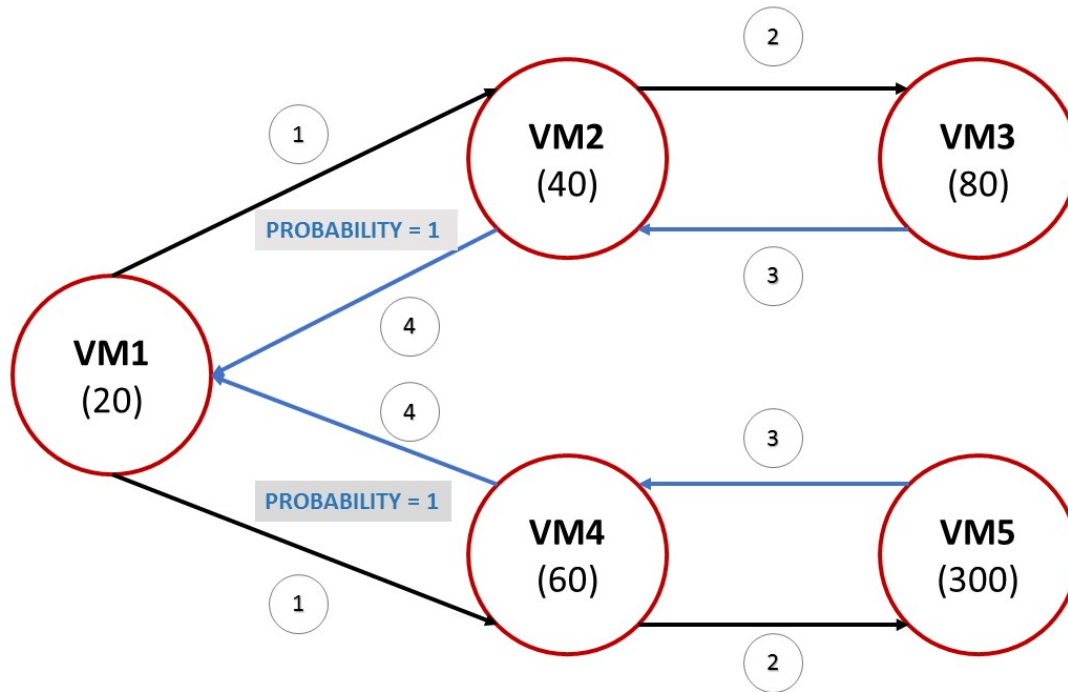 2
VM2
(40)
VM3
(80)
1
PROBABILITY = 1
3
4
VM1
(20)
4
3
PROBABILITY = 1
VM4
(60)
VM5
(300)
1
2